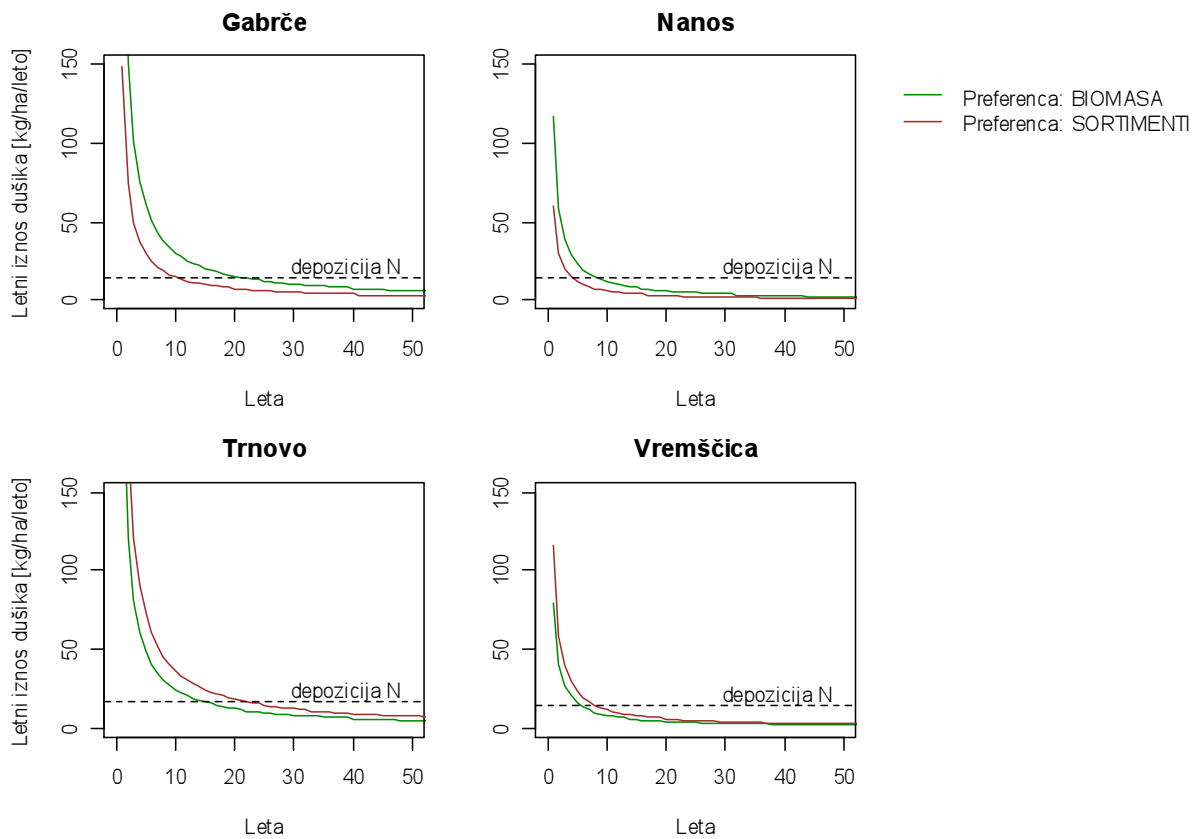 Gabrče
Nanos
Letni iznos dušika [kg/ha/leto]
150
100
50
0
depozicija N
0 10 20 30 40 50
Leta
150
100
50
0
depozicija N
0 10 20 30 40 50
Leta
Preferenca: BIOMASA
Preferenca: SORTIMENTI
Trnovo
Vremščica
Letni iznos dušika [kg/ha/leto]
150
100
50
0
depozicija N
0 10 20 30 40 50
Leta
150
100
50
0
depozicija N
0 10 20 30 40 50
Leta